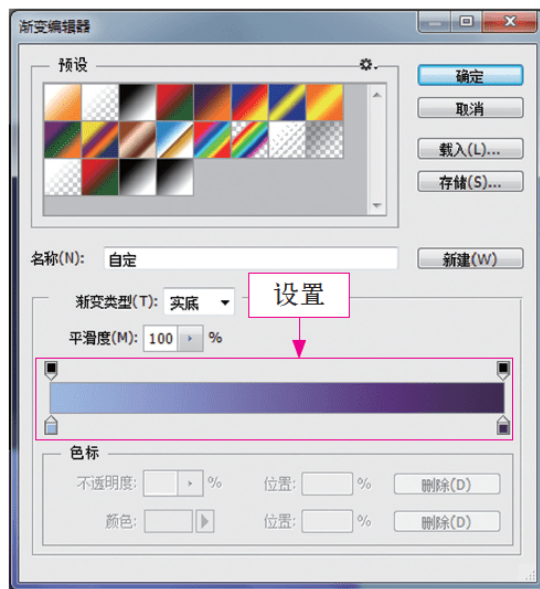 渐变编辑器
预设
确定
取消
载入(L)...
存储(S)...
名称(N): 自定
新建(W)
渐变类型(T): 实底
设置
平滑度(M): 100 %
色标
不透明度: % 位置: % 删除(D)
颜色: 位置: % 删除(D)